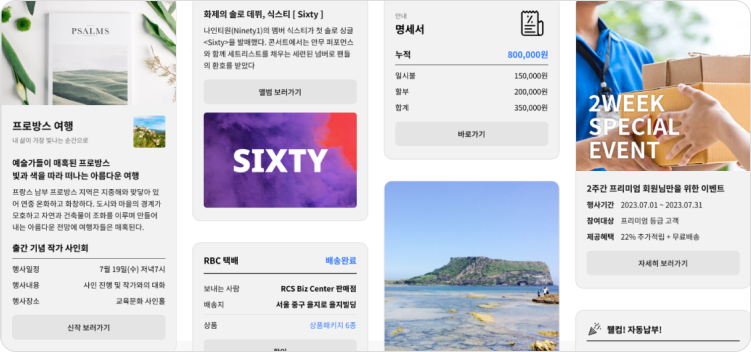 PSALMS
프로방스 여행
내 삶이 가장 빛나는 순간으로
예술가들이 매혹된 프로방스
빛과 색을 따라 떠나는 아름다운 여행
프랑스 남부 프로방스 지역은 지중해와 맞닿아 있
어 연중 온화하고 화창하다. 도시와 마을의 경계가
모호하고 자연과 건축물이 조화를 이루며 만들어
내는 아름다운 전망에 여행자들은 매혹된다.
출간 기념 작가 사인회
행사일정 7월 19일(수) 저녁7시
행사내용 사인 진행 및 작가와의 대화
행사장소 교육문화 사인홀
신작 보러가기
화제의 솔로 데뷔, 식스티 [ Sixty ]
나인티원(Ninety1)의 멤버 식스티가 첫 솔로 싱글
<Sixty>을 발매했다. 콘서트에서는 안무 퍼포먼스
와 함께 세트리스트를 채우는 세련된 넘버로 팬들
의 환호를 받았다
앨범 보러가기
SIXTY
RBC 택배 배송완료
보내는 사람 RCS Biz Center 판매점
배송지 서울 중구 을지로 을지빌딩
상품 상품패키지 6종
확인
안내
명세서
누적 800,000원
일시불 150,000원
할부 200,000원
합계 350,000원
바로가기
2WEEK
SPECIAL
EVENT
2주간 프리미엄 회원님만을 위한 이벤트
행사기간 2023.07.01 ~ 2023.07.31
참여대상 프리미엄 등급 고객
제공혜택 22% 추가적립 + 무료배송
자세히 보러가기
웰컴! 자동납부!